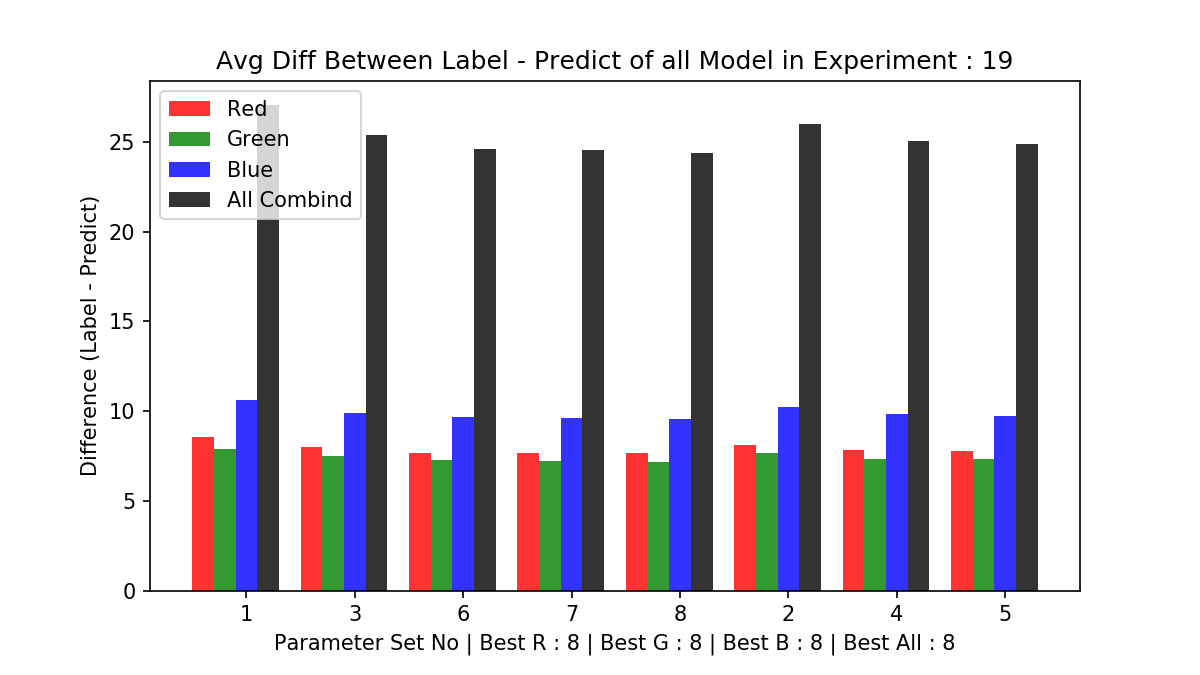 Avg Diff Between Label - Predict of all Model in Experiment : 19
Red
Green
Blue
All Combind
Difference (Label - Predict)
25
20
15
10
5
0
1 3 6 7 8 2 4 5
Parameter Set No | Best R : 8 | Best G : 8 | Best B : 8 | Best All : 8